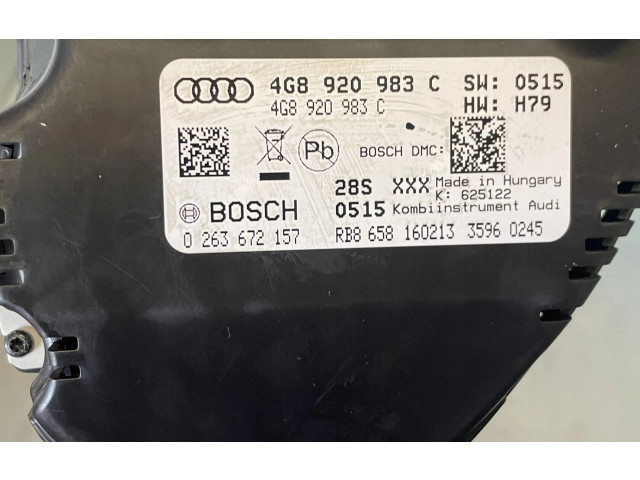 4G8 920 983 C SW: 0515
4G8 920 983 C HW: H79
Pb
BOSCH DMC:
28S XXX Made in Hungary
K: 625122
BOSCH 0515 Kombiinstrument Audi
0 263 672 157 RB8 658 160213 3596 0245